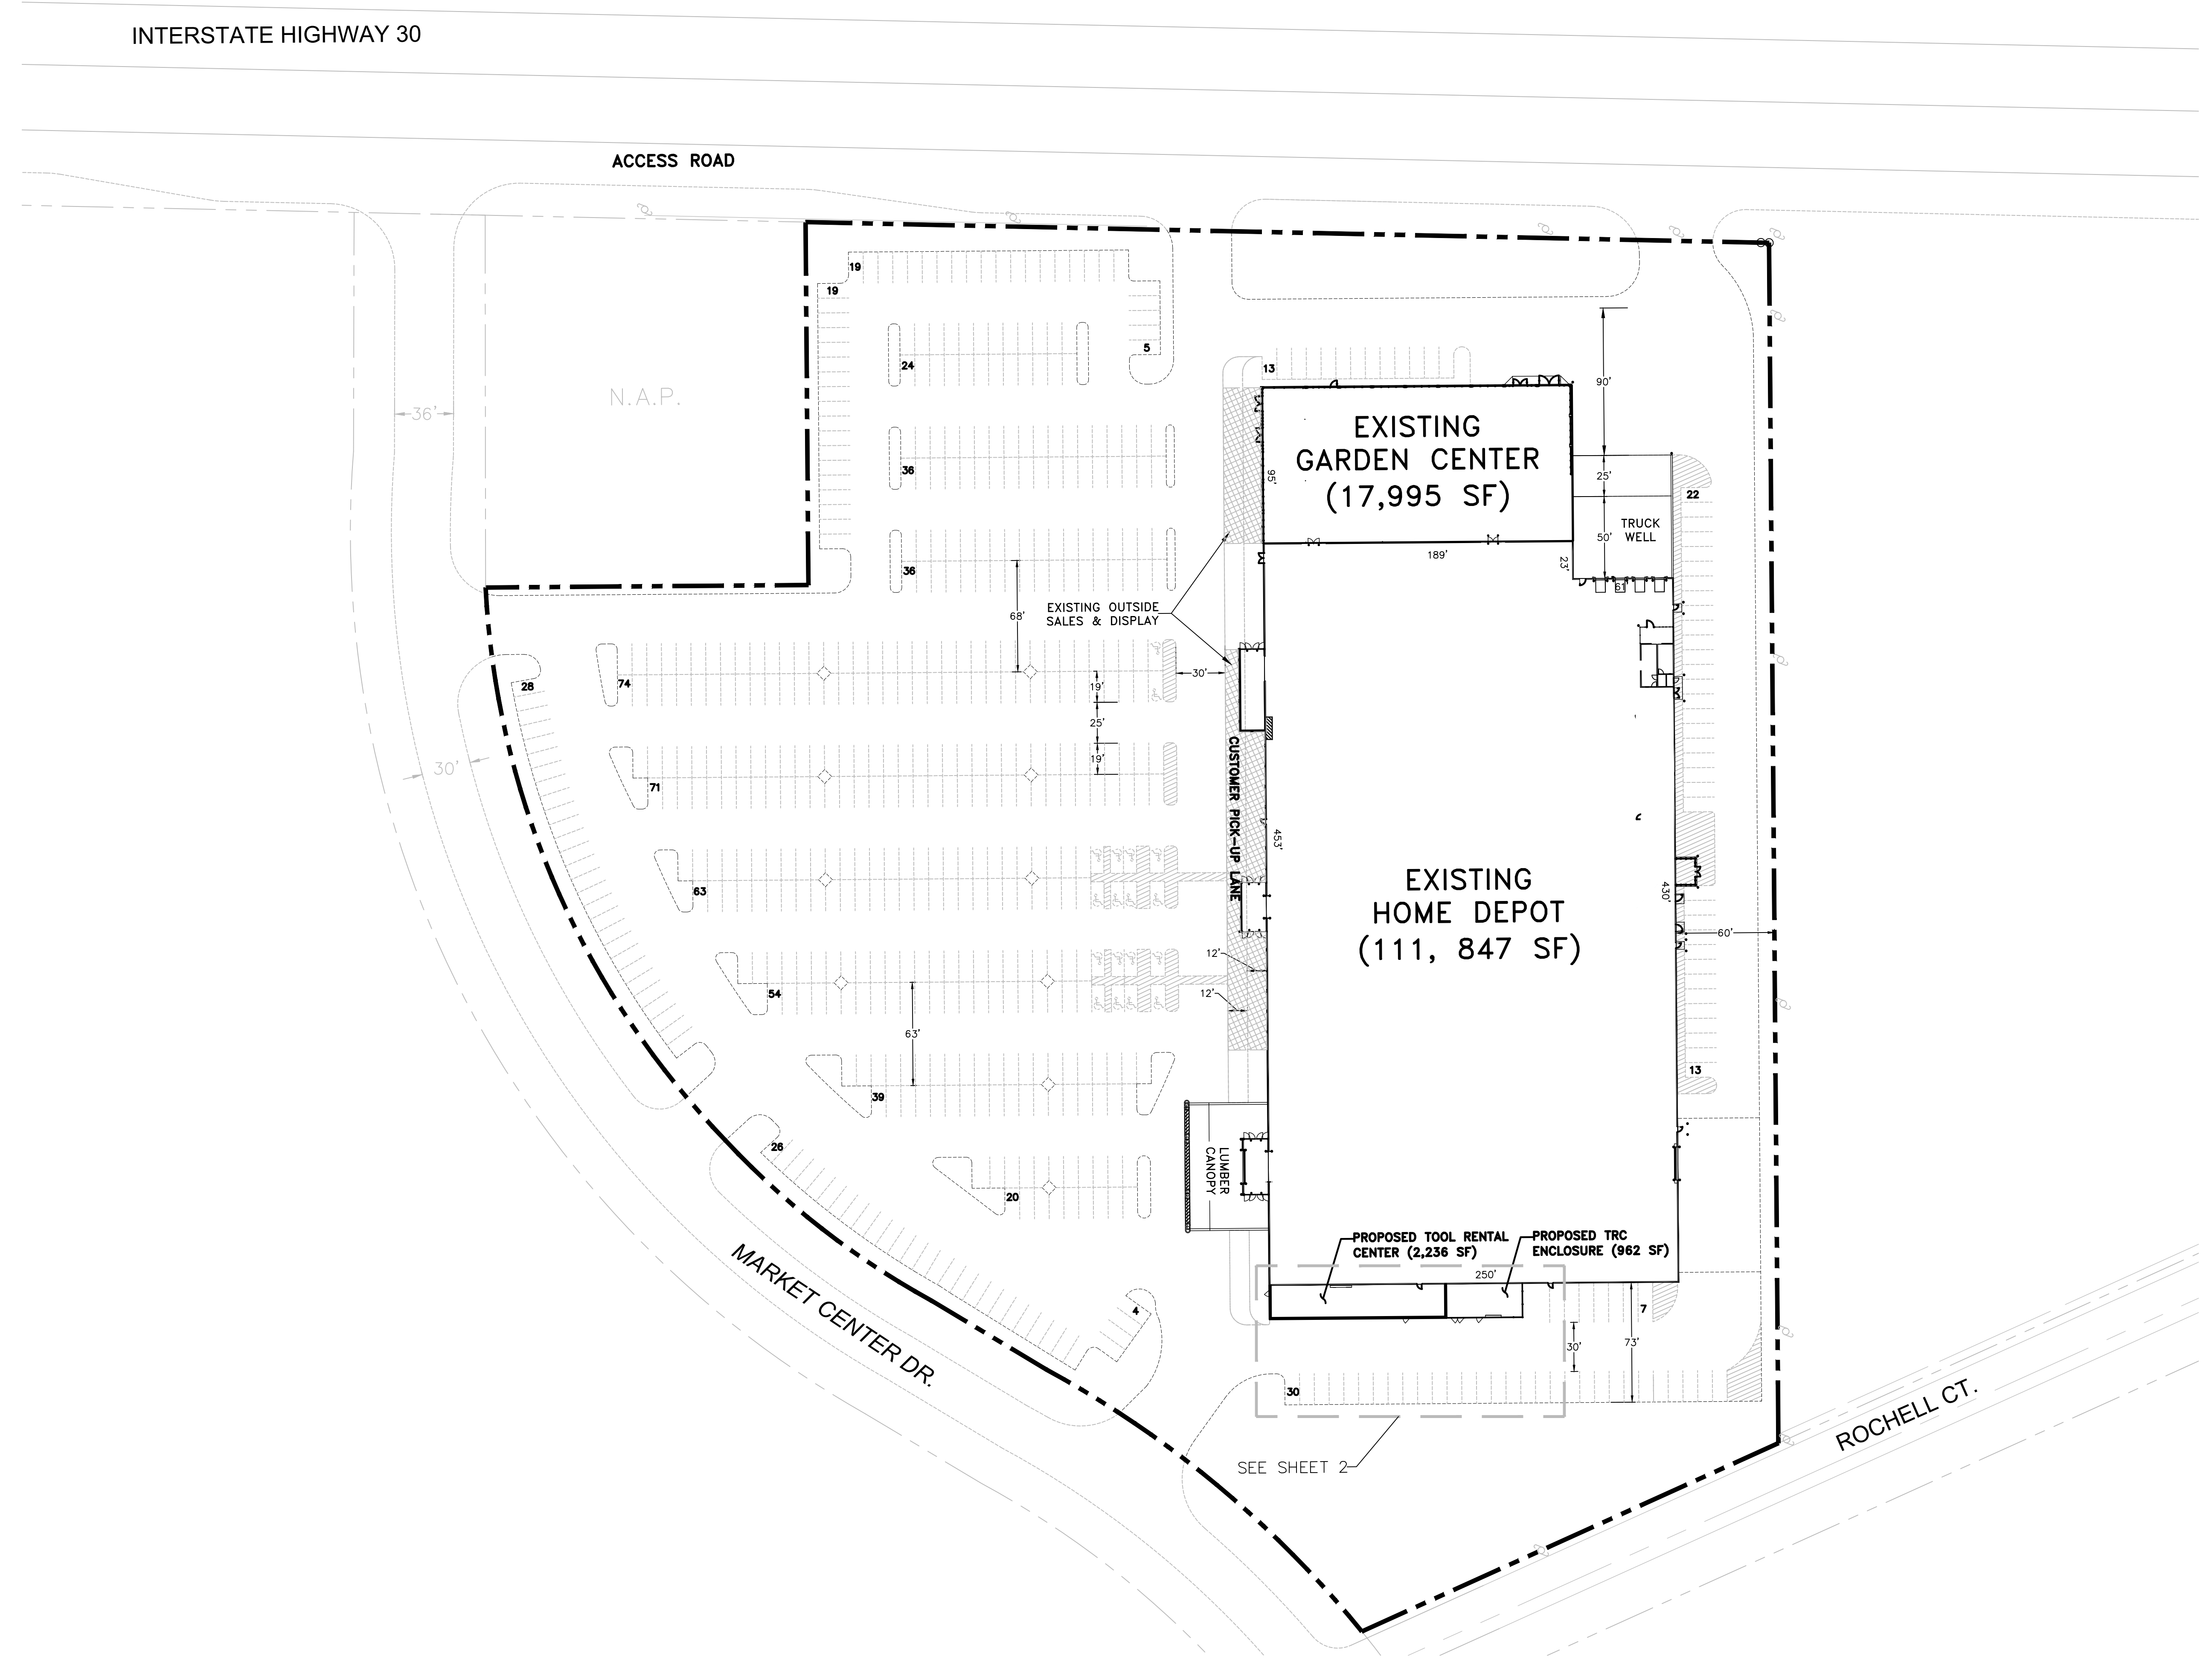 INTERSTATE HIGHWAY 30
ACCESS ROAD
19
19
5
24
13
N.A.P.
36'
90'
EXISTING
GARDEN CENTER
(17,995 SF)
95'
36
25'
22
TRUCK
WELL
50'
189'
23'
61'
36
EXISTING OUTSIDE
SALES & DISPLAY
68'
28
74
19'
30'
25'
30'
19'
71
CUSTOMER PICK-UP LANE
453'
63
EXISTING
HOME DEPOT
(111, 847 SF)
430'
60'
12'
12'
54
63'
13
39
26
LUMBER
CANOPY
20
PROPOSED TOOL RENTAL
CENTER (2,236 SF)
PROPOSED TRC
ENCLOSURE (962 SF)
250'
MARKET CENTER DR.
4
7
30'
73'
30
ROCHELL CT.
SEE SHEET 2